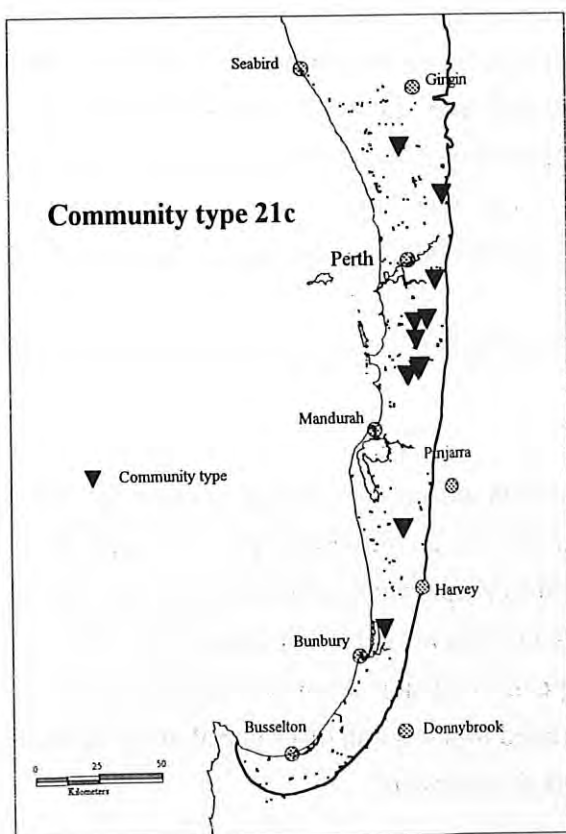 Seabird
Gingin
Community type 21c
Perth
Mandurah
Pinjarra
Community type
Harvey
Bunbury
Busselton
Donnybrook
0 25 50
Kilometers